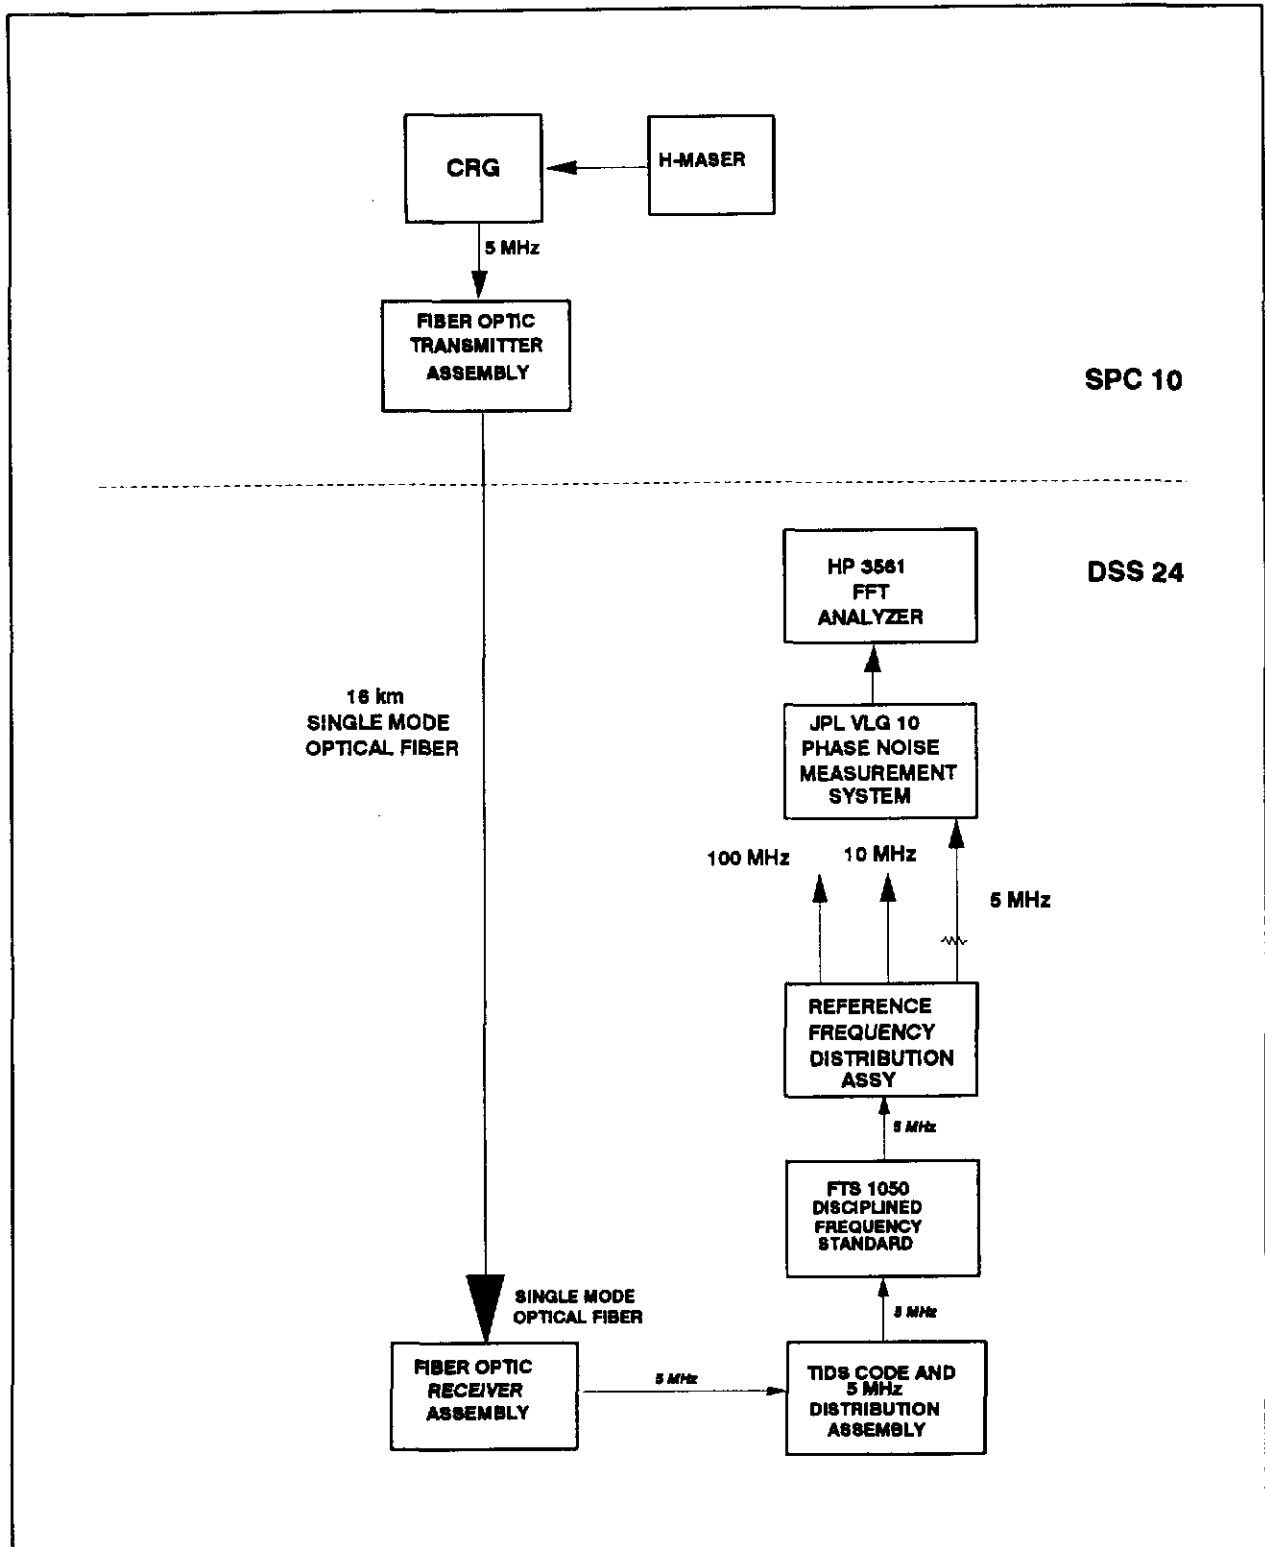 CRG
H-MASER
5 MHz
FIBER OPTIC
TRANSMITTER
ASSEMBLY
SPC 10
DSS 24
HP 3561
FFT
ANALYZER
16 km
SINGLE MODE
OPTICAL FIBER
JPL VLG 10
PHASE NOISE
MEASUREMENT
SYSTEM
100 MHz
10 MHz
5 MHz
REFERENCE
FREQUENCY
DISTRIBUTION
ASSY
5 MHz
FTS 1050
DISCIPLINED
FREQUENCY
STANDARD
5 MHz
SINGLE MODE
OPTICAL FIBER
FIBER OPTIC
RECEIVER
ASSEMBLY
5 MHz
TIDS CODE AND
5 MHz
DISTRIBUTION
ASSEMBLY